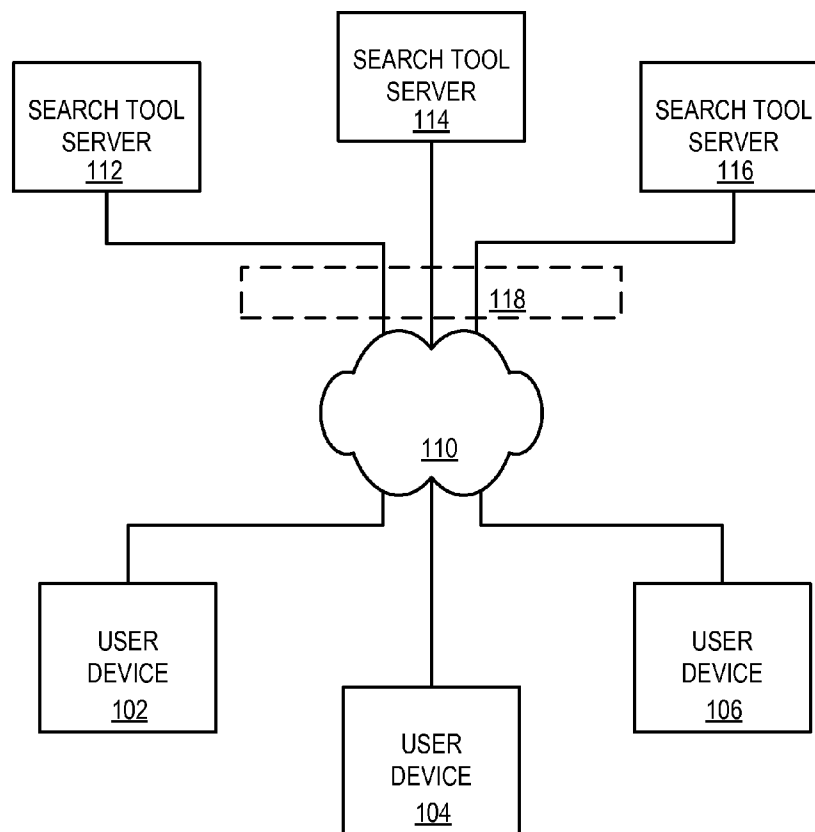 SEARCH TOOL
SERVER
114
SEARCH TOOL
SERVER
112
SEARCH TOOL
SERVER
116
118
110
USER
DEVICE
102
USER
DEVICE
106
USER
DEVICE
104